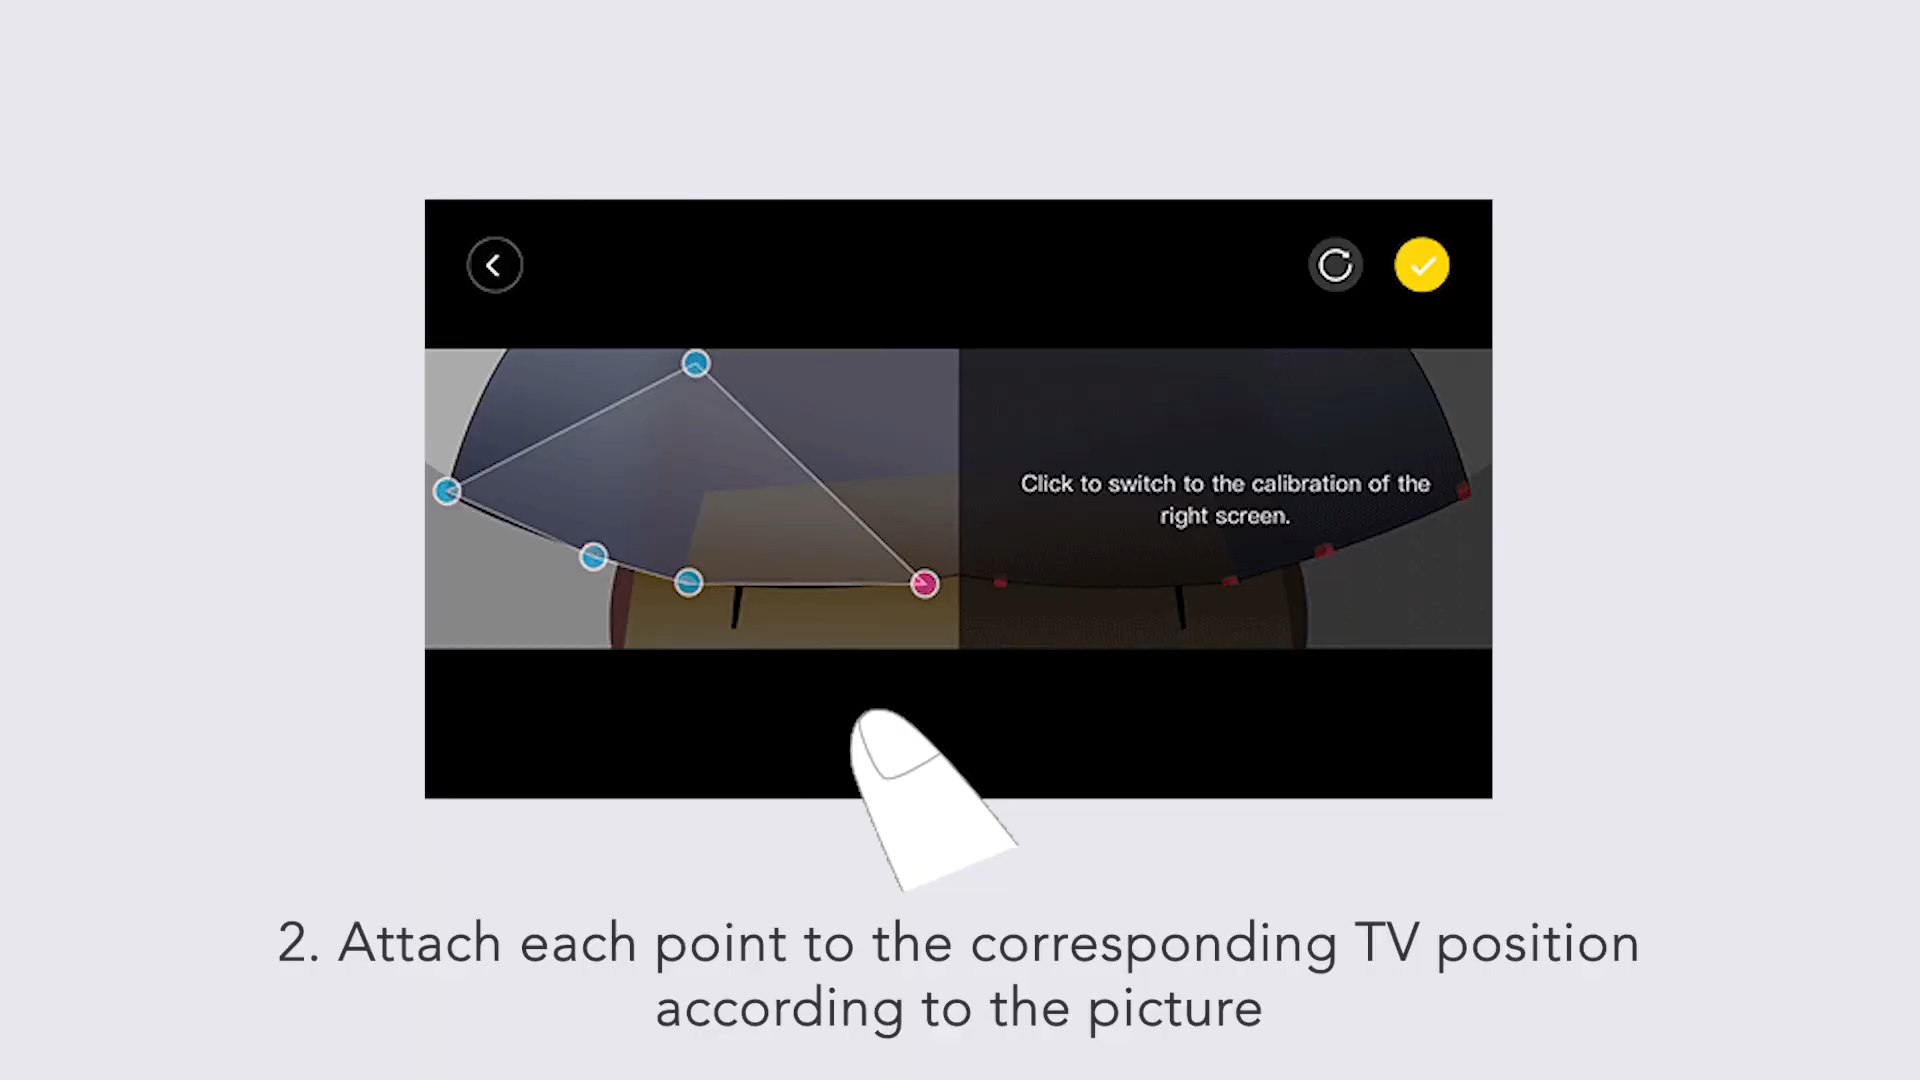 Click to switch to the calibration of the
right screen.
2. Attach each point to the corresponding TV position
according to the picture